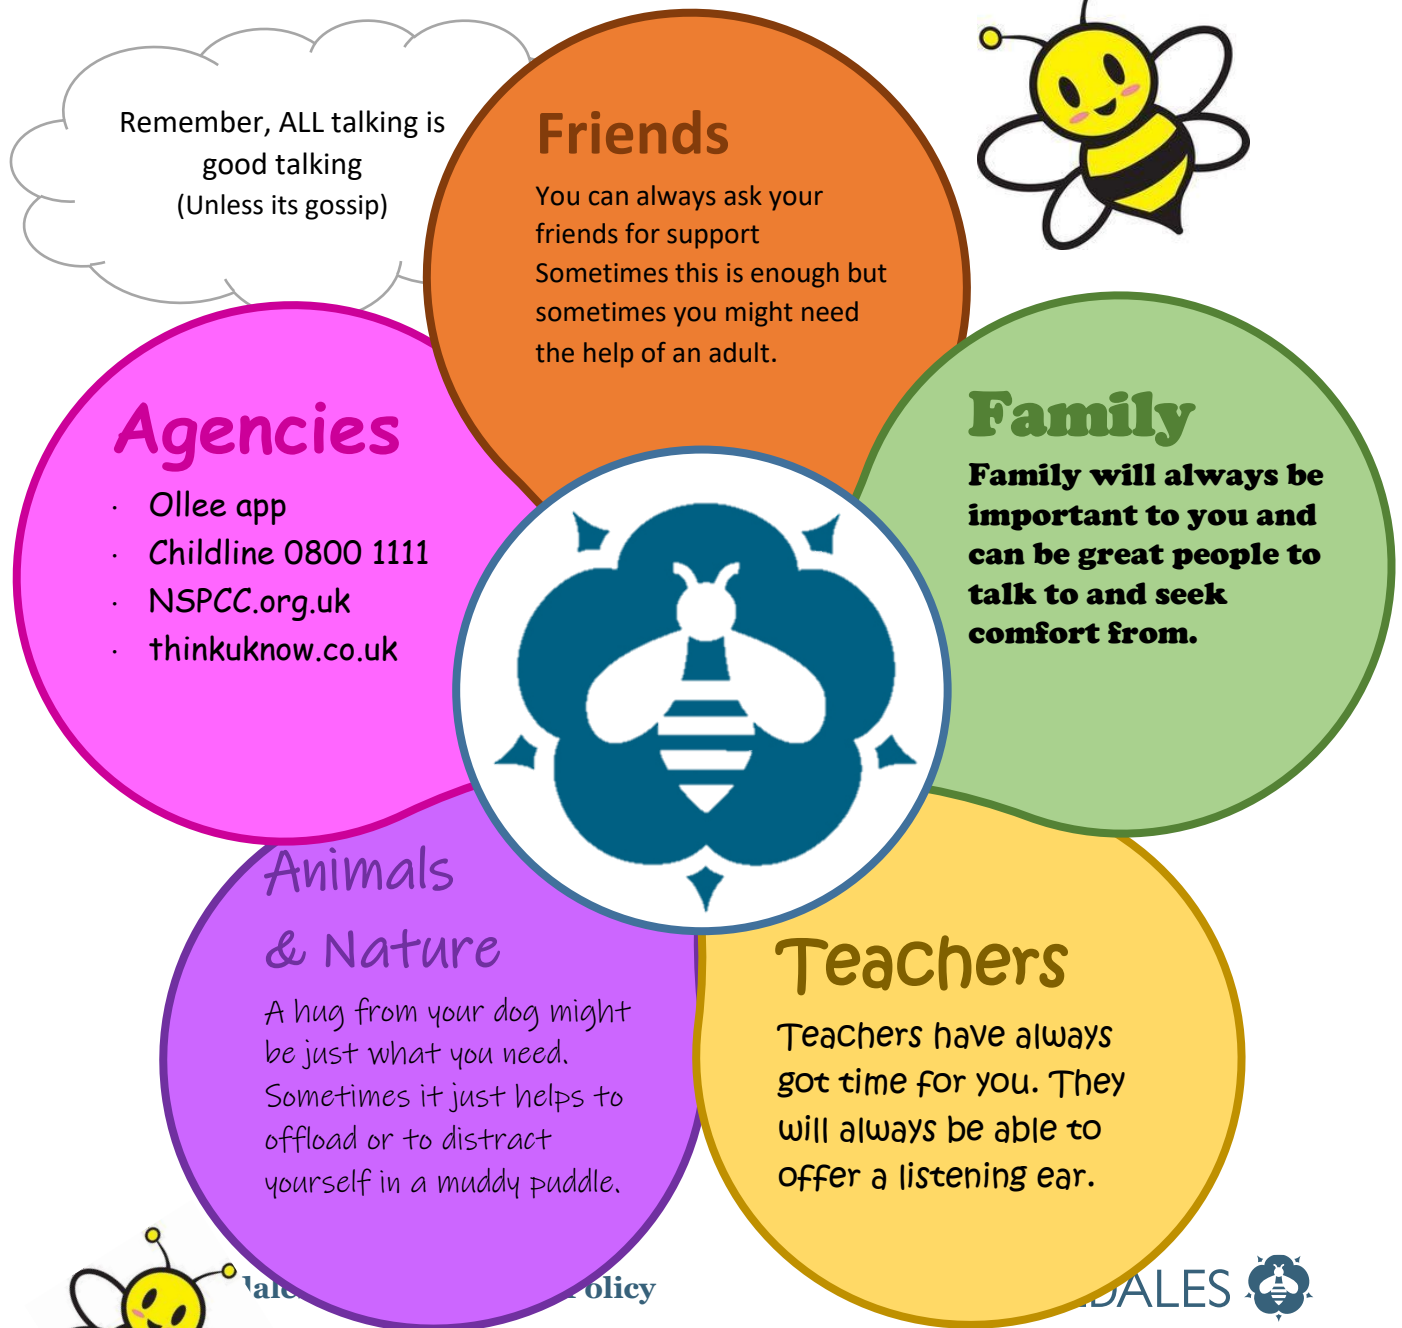 Remember, ALL talking is
good talking
(Unless its gossip)
Friends
You can always ask your
friends for support
Sometimes this is enough but
sometimes you might need
the help of an adult.
Family
Family will always be
important to you and
can be great people to
talk to and seek
comfort from.
Agencies
· Ollee app
· Childline 0800 1111
· NSPCC.org.uk
· thinkuknow.co.uk
Animals
& Nature
A hug from your dog might
be just what you need.
Sometimes it just helps to
offload or to distract
yourself in a muddy puddle.
Teachers
Teachers have always
got time for you. They
will always be able to
offer a listening ear.